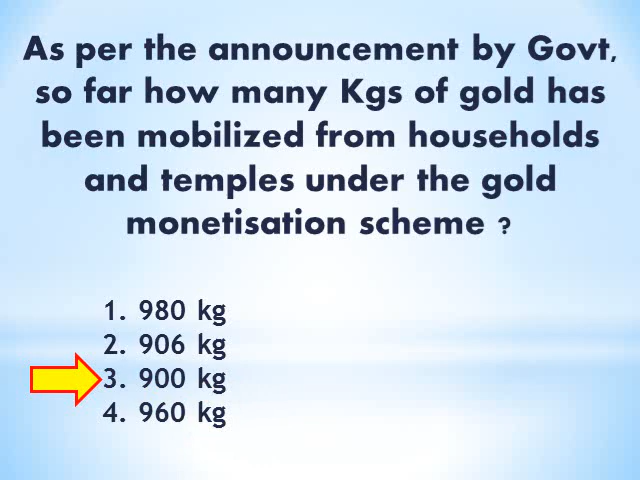 As per the announcement by Govt,
so far how many Kgs of gold has
been mobilized from households
and temples under the gold
monetisation scheme ?
1. 980 kg
2. 906 kg
3. 900 kg
4. 960 kg